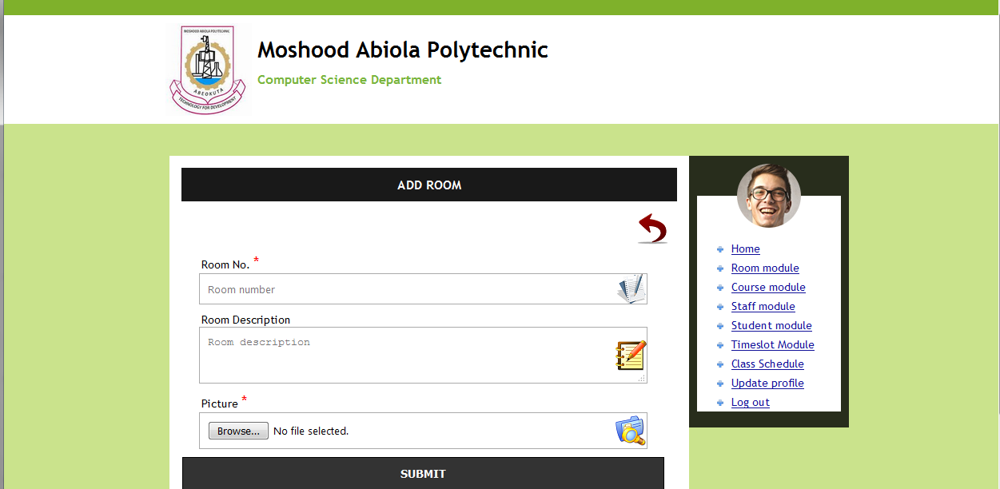 MOSHOOD ABIOLA POLYTECHNIC
ABEOKUTA
TECHNOLOGY FOR DEVELOPMENT
Moshood Abiola Polytechnic
Computer Science Department
ADD ROOM
Room No. *
Room number
Room Description
Room description
Picture *
Browse... No file selected.
SUBMIT
Home
Room module
Course module
Staff module
Student module
Timeslot Module
Class Schedule
Update profile
Log out